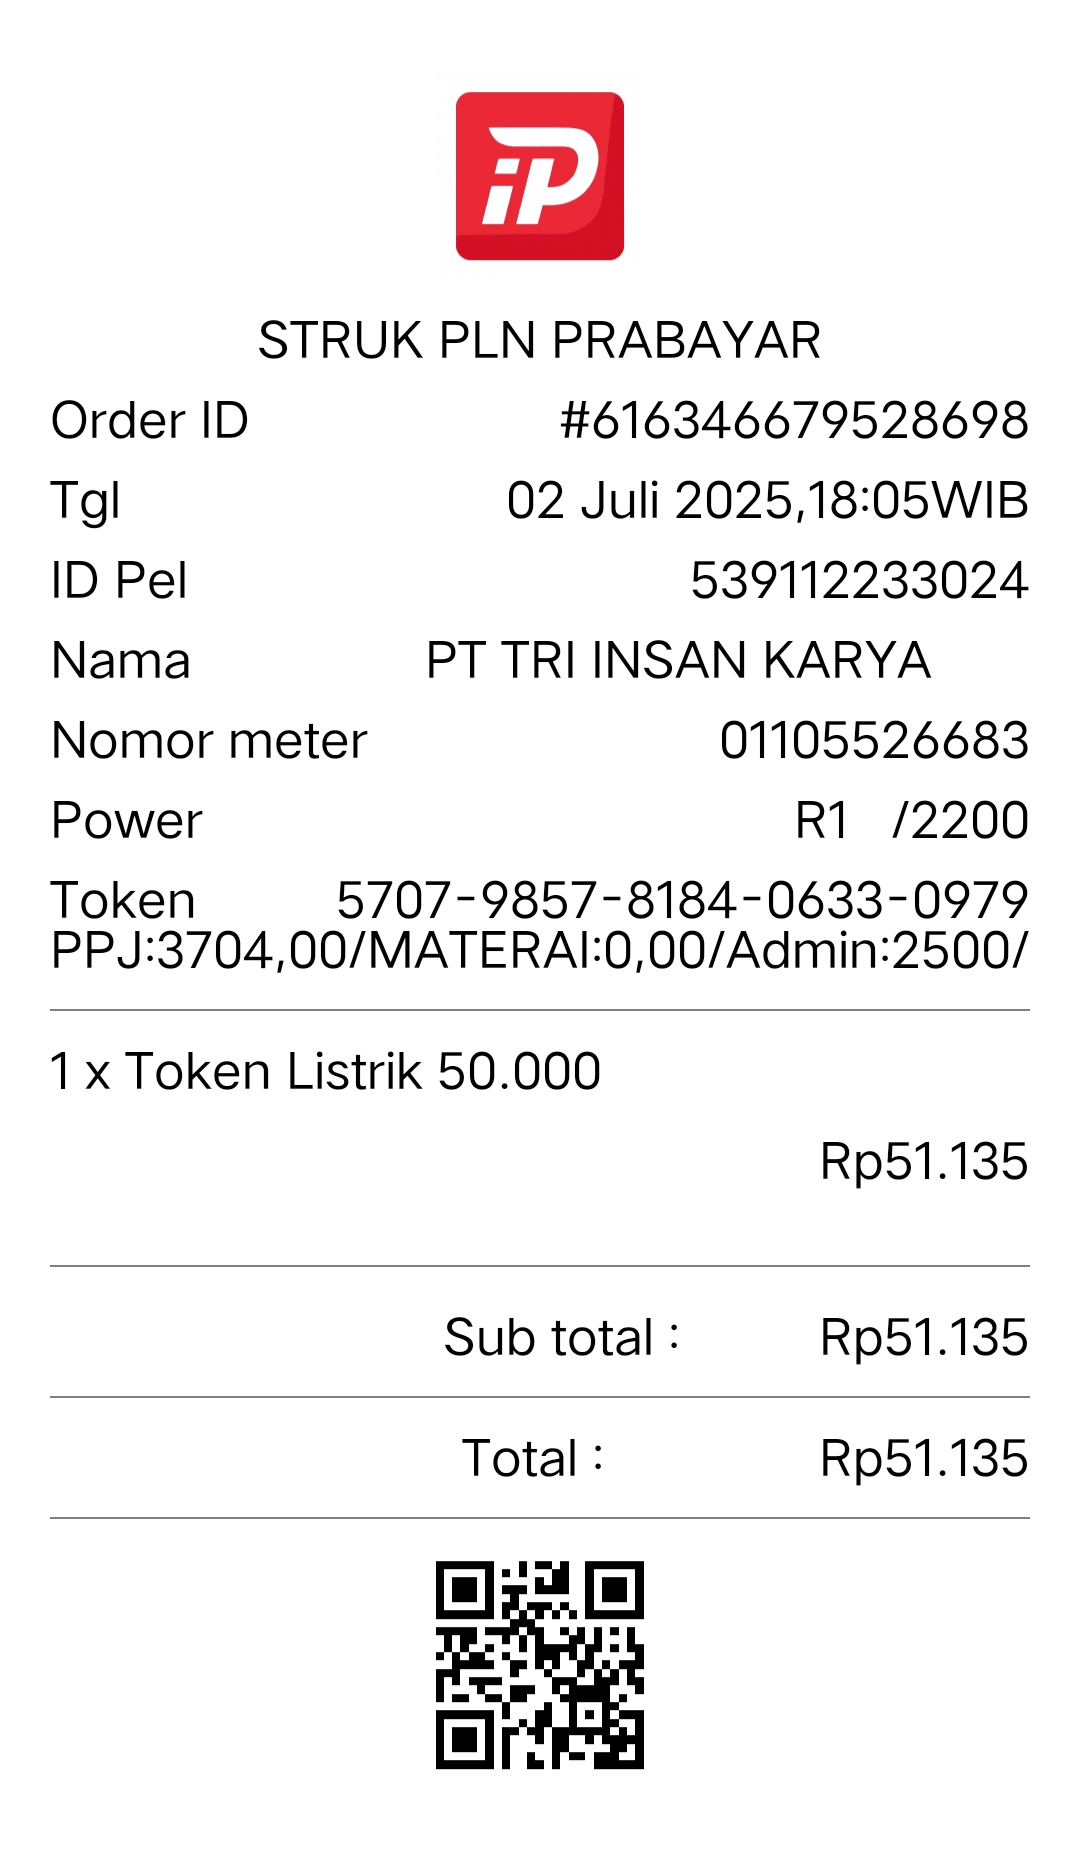 iP
STRUK PLN PRABAYAR
Order ID #616346679528698
Tgl 02 Juli 2025,18:05WIB
ID Pel 539112233024
Nama PT TRI INSAN KARYA
Nomor meter 01105526683
Power R1 /2200
Token 5707-9857-8184-0633-0979
PPJ:3704,00/MATERAI:0,00/Admin:2500/
1 x Token Listrik 50.000
Rp51.135
Sub total : Rp51.135
Total : Rp51.135